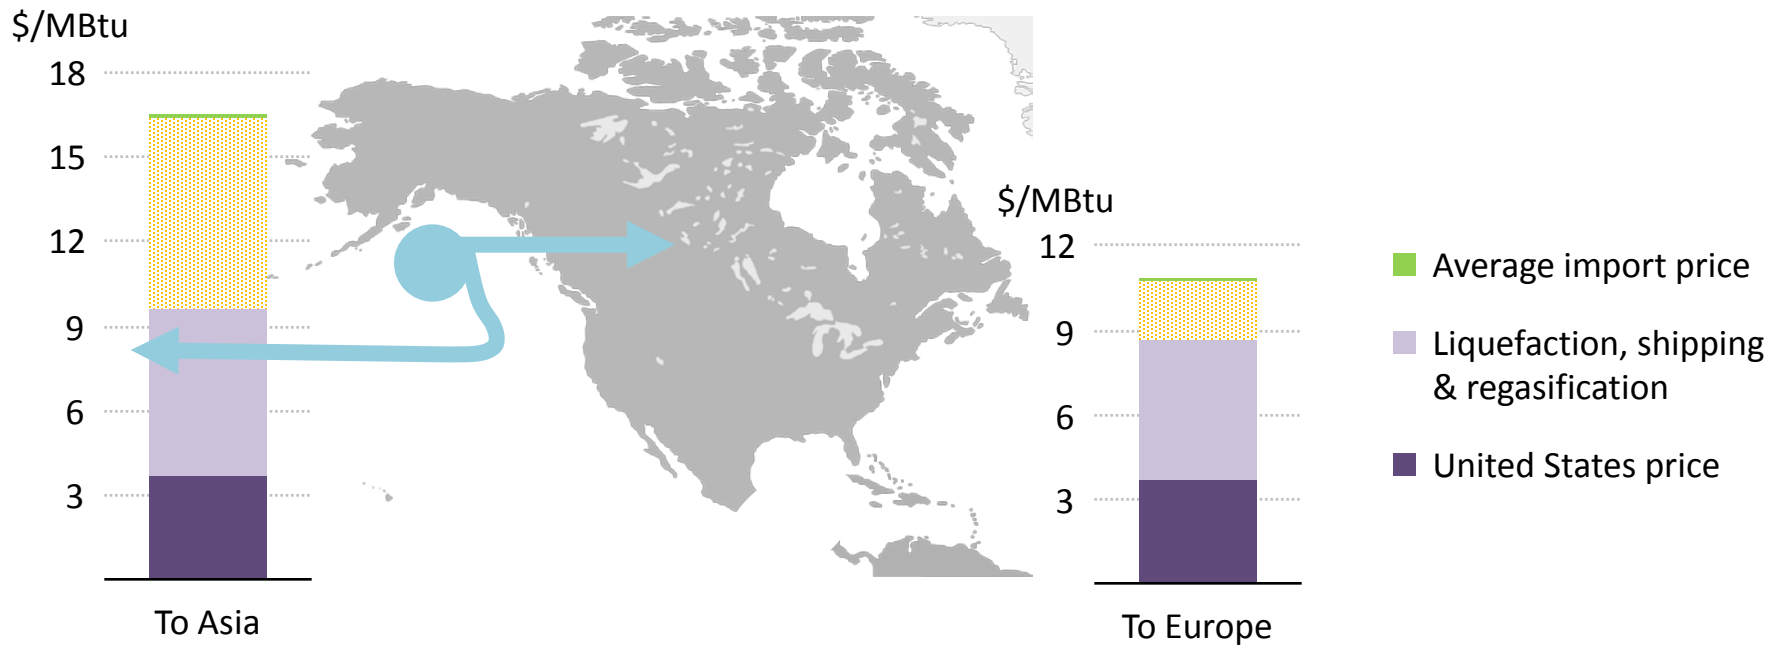 $/MBtu
18
15
12
9
6
3
To Asia
$/MBtu
12
9
6
3
To Europe
Average import price
Liquefaction, shipping
& regasification
United States price